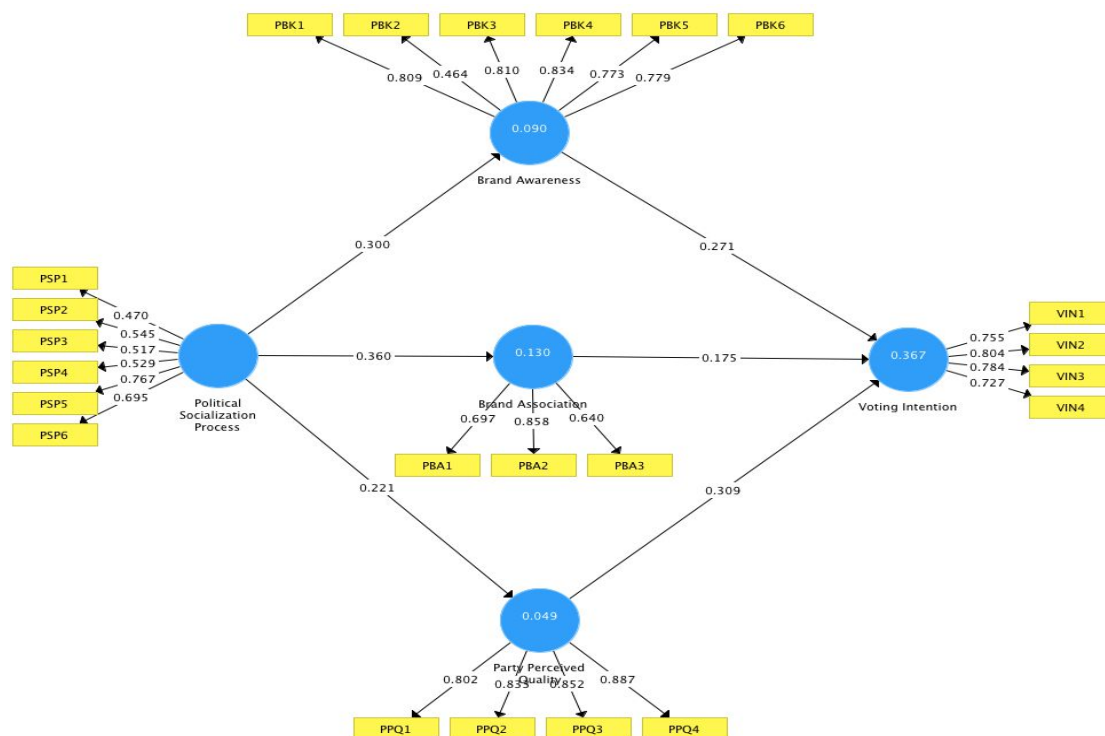 PBK1 PBK2 PBK3 PBK4 PBK5 PBK6
0.809 0.464 0.810 0.834 0.773 0.779
0.090
Brand Awareness
0.300
0.271
PSP1
PSP2
PSP3
PSP4
PSP5
PSP6
0.470
0.545
0.517
0.529
0.767
0.695
Political
Socialization
Process
0.360
0.130
0.175
Brand Association
0.697 0.858 0.640
PBA1 PBA2 PBA3
0.367
Voting Intention
0.755
0.804
0.784
0.727
VIN1
VIN2
VIN3
VIN4
0.221
0.309
0.049
Party Perceived
Quality
0.802 0.852 0.887
PPQ1 PPQ2 PPQ3 PPQ4